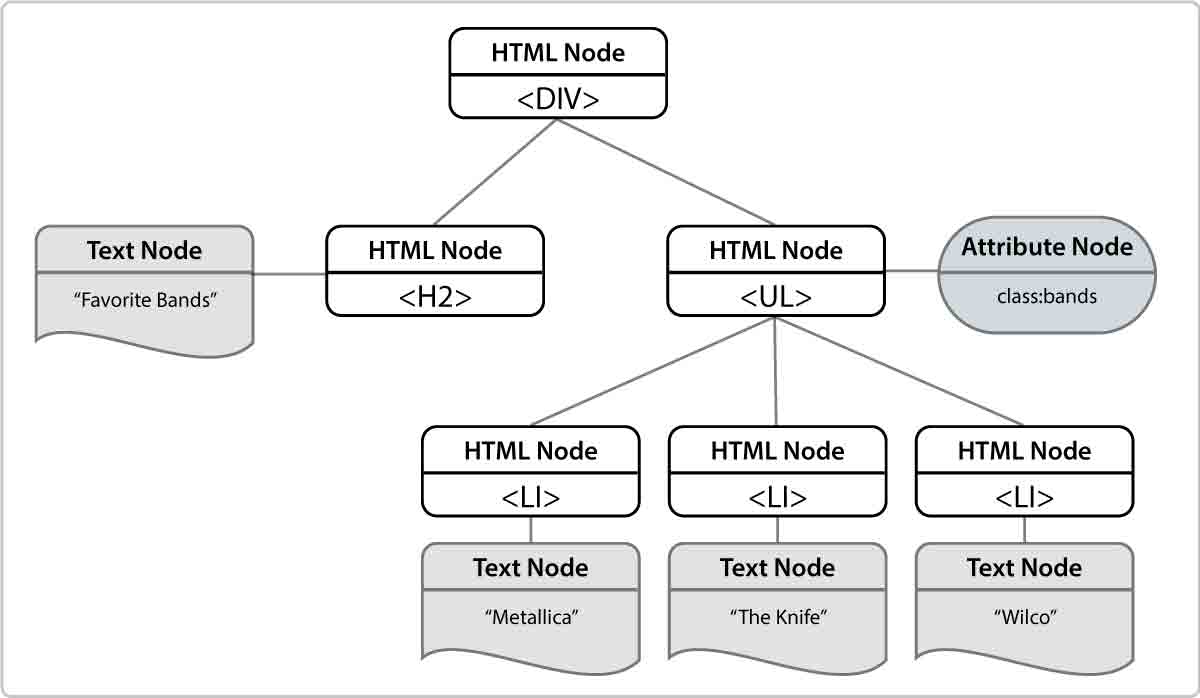 HTML Node
<DIV>
Text Node
“Favorite Bands”
HTML Node
<H2>
HTML Node
<UL>
Attribute Node
class:bands
HTML Node
<LI>
HTML Node
<LI>
HTML Node
<LI>
Text Node
“Metallica”
Text Node
“The Knife”
Text Node
“Wilco”